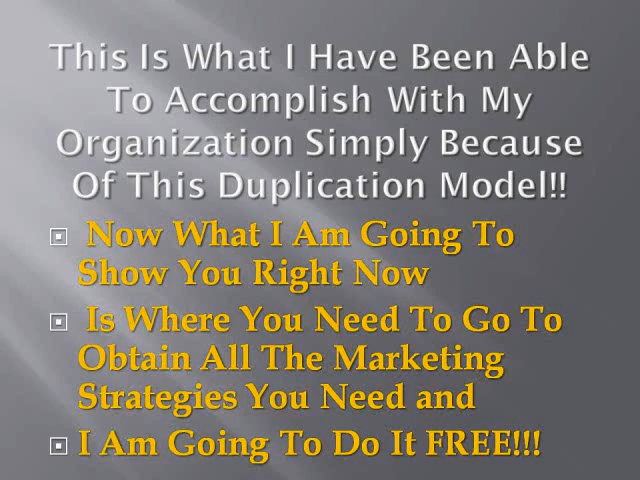 This Is What I Have Been Able
To Accomplish With My
Organization Simply Because
Of This Duplication Model!!
Now What I Am Going To
Show You Right Now
Is Where You Need To Go To
Obtain All The Marketing
Strategies You Need and
I Am Going To Do It FREE!!!